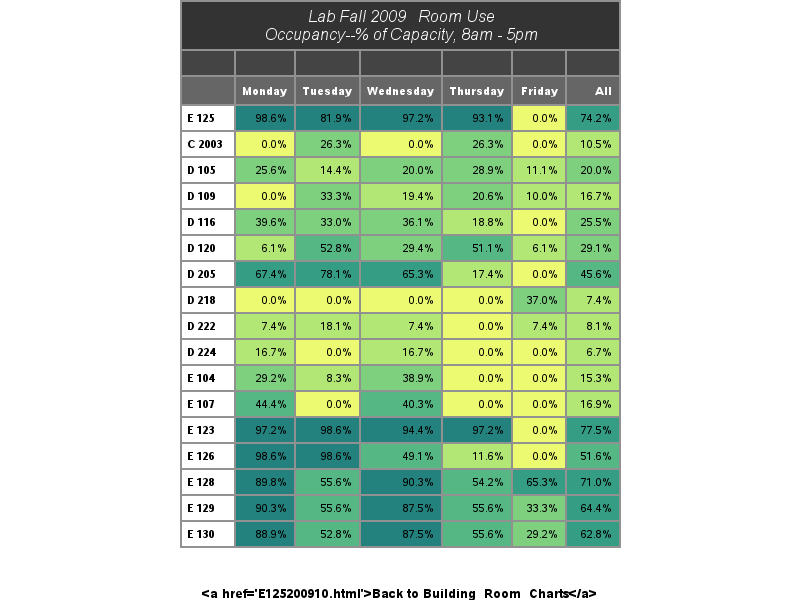 Lab Fall 2009 Room Use
Occupancy--% of Capacity, 8am - 5pm
Monday Tuesday Wednesday Thursday Friday All
E 125 98.6% 81.9% 97.2% 93.1% 0.0% 74.2%
C 2003 0.0% 26.3% 0.0% 26.3% 0.0% 10.5%
D 105 25.6% 14.4% 20.0% 28.9% 11.1% 20.0%
D 109 0.0% 33.3% 19.4% 20.6% 10.0% 16.7%
D 116 39.6% 33.0% 36.1% 18.8% 0.0% 25.5%
D 120 6.1% 52.8% 29.4% 51.1% 6.1% 29.1%
D 205 67.4% 78.1% 65.3% 17.4% 0.0% 45.6%
D 218 0.0% 0.0% 0.0% 0.0% 37.0% 7.4%
D 222 7.4% 18.1% 7.4% 0.0% 7.4% 8.1%
D 224 16.7% 0.0% 16.7% 0.0% 0.0% 6.7%
E 104 29.2% 8.3% 38.9% 0.0% 0.0% 15.3%
E 107 44.4% 0.0% 40.3% 0.0% 0.0% 16.9%
E 123 97.2% 98.6% 94.4% 97.2% 0.0% 77.5%
E 126 98.6% 98.6% 49.1% 11.6% 0.0% 51.6%
E 128 89.8% 55.6% 90.3% 54.2% 65.3% 71.0%
E 129 90.3% 55.6% 87.5% 55.6% 33.3% 64.4%
E 130 88.9% 52.8% 87.5% 55.6% 29.2% 62.8%
<a href='E125200910.html'>Back to Building_Room_Charts</a>